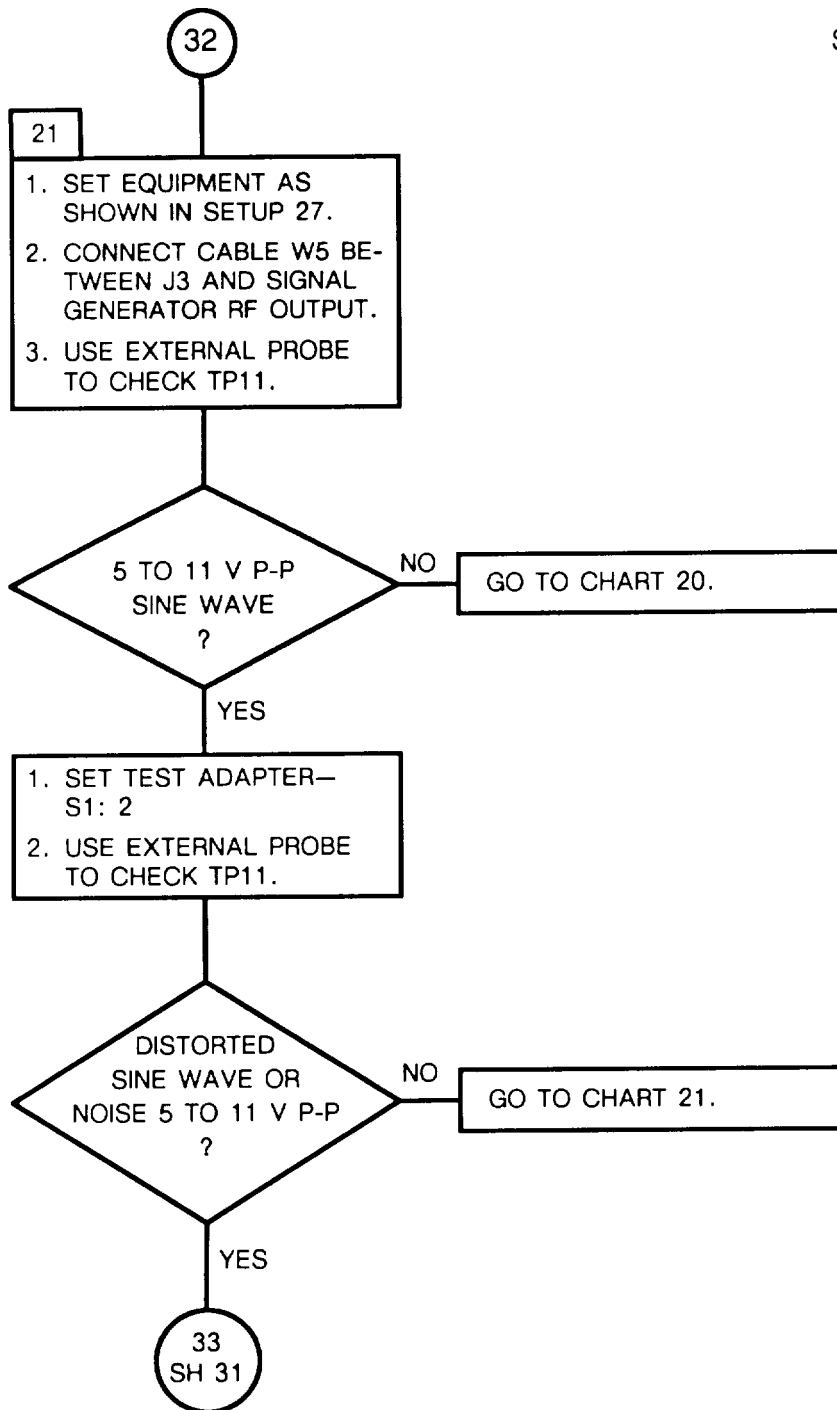 32
S
21
1. SET EQUIPMENT AS
SHOWN IN SETUP 27.
2. CONNECT CABLE W5 BE-
TWEEN J3 AND SIGNAL
GENERATOR RF OUTPUT.
3. USE EXTERNAL PROBE
TO CHECK TP11.
5 TO 11 V P-P
SINE WAVE
?
NO
GO TO CHART 20.
YES
1. SET TEST ADAPTER—
S1: 2
2. USE EXTERNAL PROBE
TO CHECK TP11.
DISTORTED
SINE WAVE OR
NOISE 5 TO 11 V P-P
?
NO
GO TO CHART 21.
YES
33
SH 31